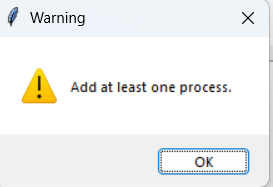 Warning
Add at least one process.
OK